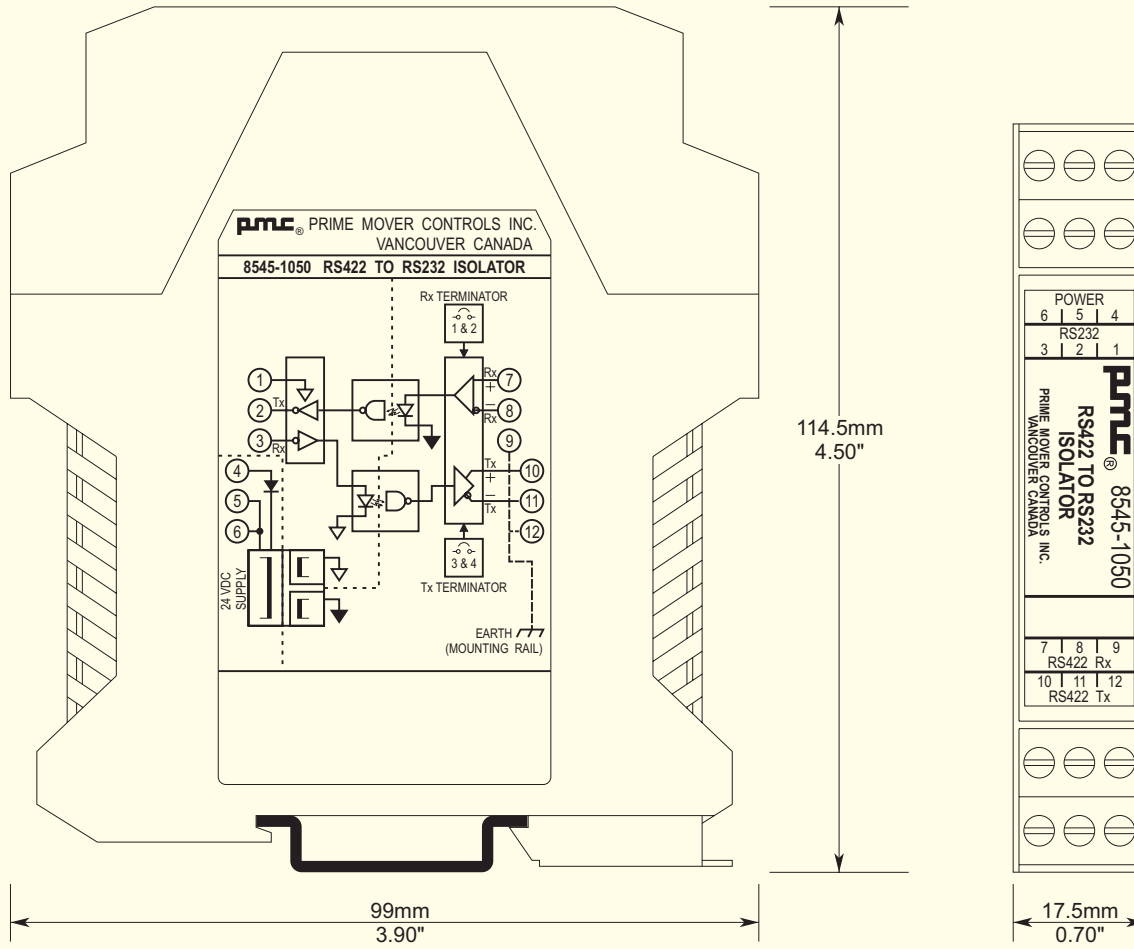 pmc® PRIME MOVER CONTROLS INC.
VANCOUVER CANADA
8545-1050 RS422 TO RS232 ISOLATOR
Rx TERMINATOR
1 & 2
1
2 Tx
3 Rx
4
5
6
24 VDC
SUPPLY
Rx 7
+
− 8
Rx
9
Tx 10
+
− 11
Tx
12
3 & 4
Tx TERMINATOR
EARTH
(MOUNTING RAIL)
99mm
3.90"
114.5mm
4.50"
POWER
6 5 4
RS232
3 2 1
pmc® 8545-1050
RS422 TO RS232
ISOLATOR
PRIME MOVER CONTROLS INC.
VANCOUVER CANADA
7 8 9
RS422 Rx
10 11 12
RS422 Tx
17.5mm
0.70"